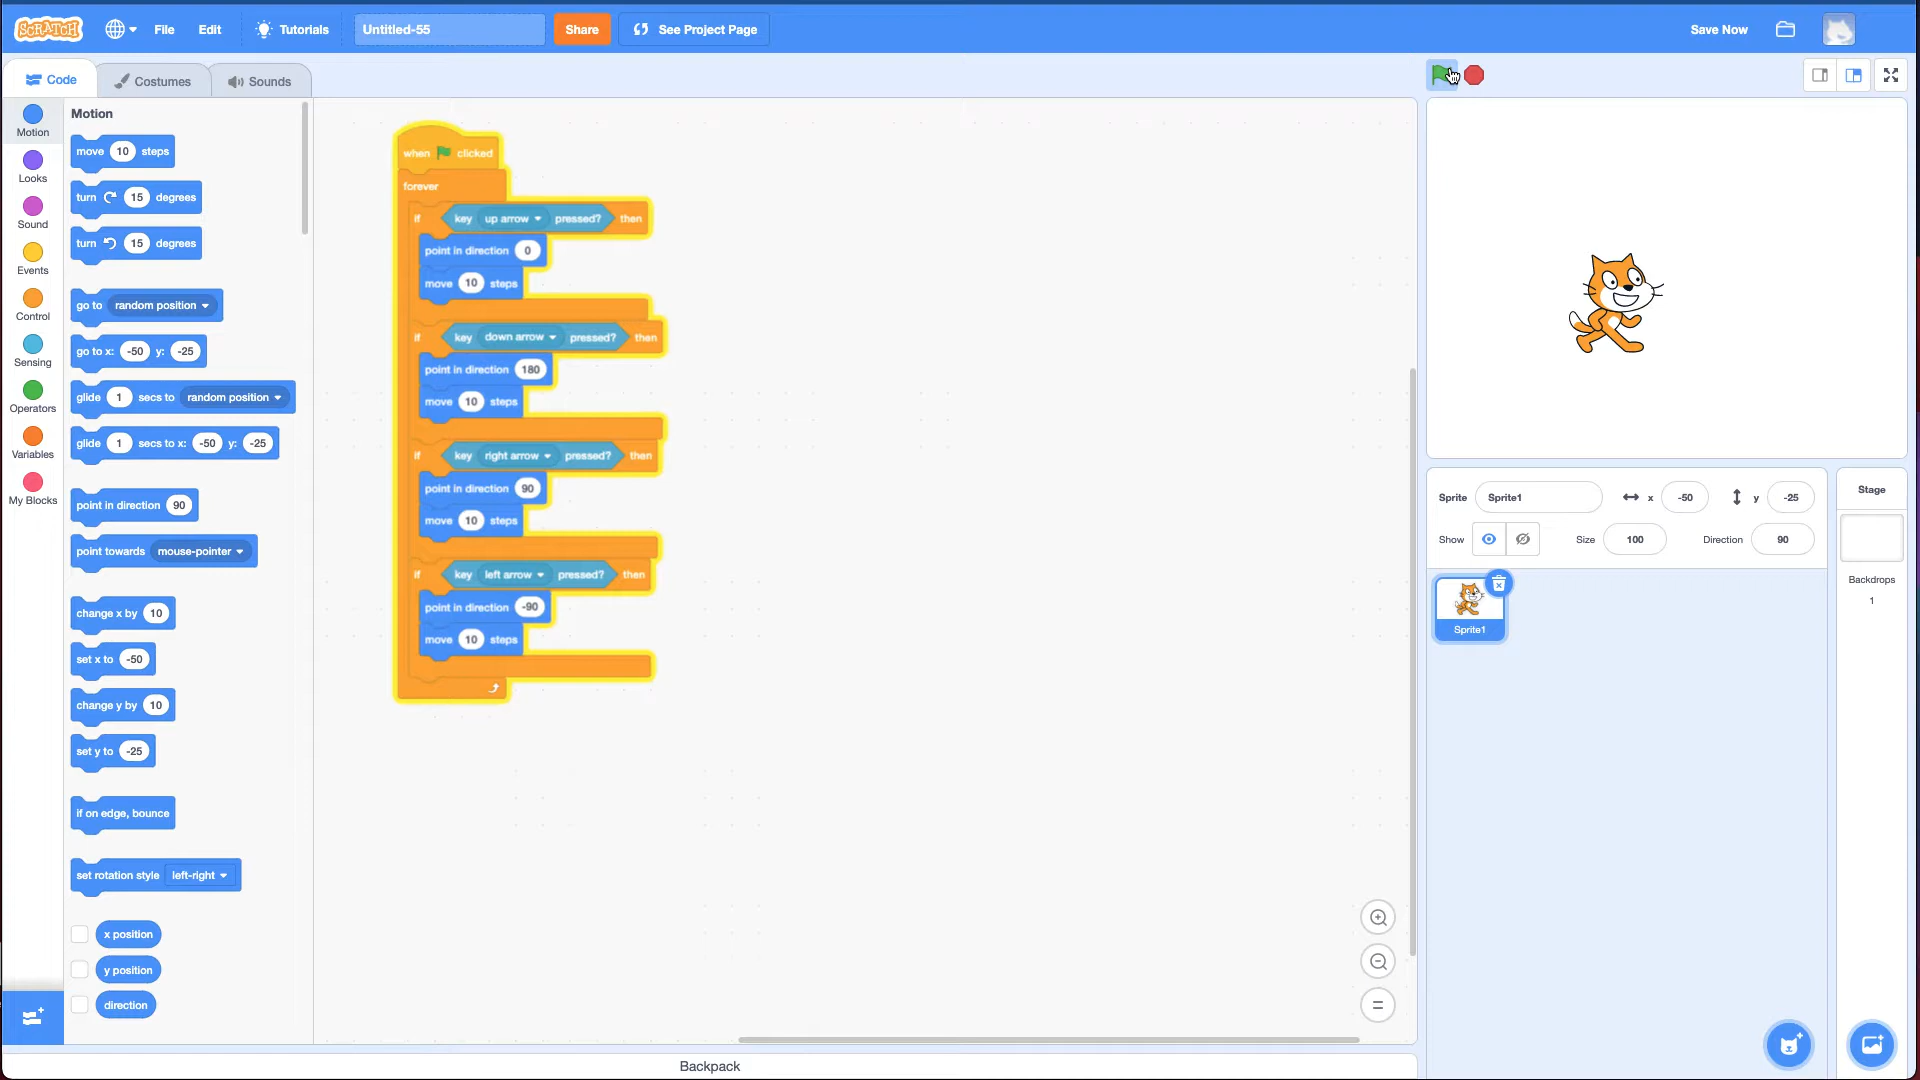 SCRATCH File Edit Tutorials Untitled-55 Share See Project Page Save Now
Code Costumes Sounds
Motion
Looks
Sound
Events
Control
Sensing
Operators
Variables
My Blocks
Motion
move 10 steps
turn 15 degrees
turn 15 degrees
go to random position
go to x: -50 y: -25
glide 1 secs to random position
glide 1 secs to x: -50 y: -25
point in direction 90
point towards mouse-pointer
change x by 10
set x to -50
change y by 10
set y to -25
if on edge, bounce
set rotation style left-right
x position
y position
direction
when clicked
forever
if key up arrow pressed? then
point in direction 0
move 10 steps
if key down arrow pressed? then
point in direction 180
move 10 steps
if key right arrow pressed? then
point in direction 90
move 10 steps
if key left arrow pressed? then
point in direction -90
move 10 steps
Backpack
Sprite Sprite1 x -50 y -25
Show Size 100 Direction 90
Sprite1
Stage
Backdrops
1